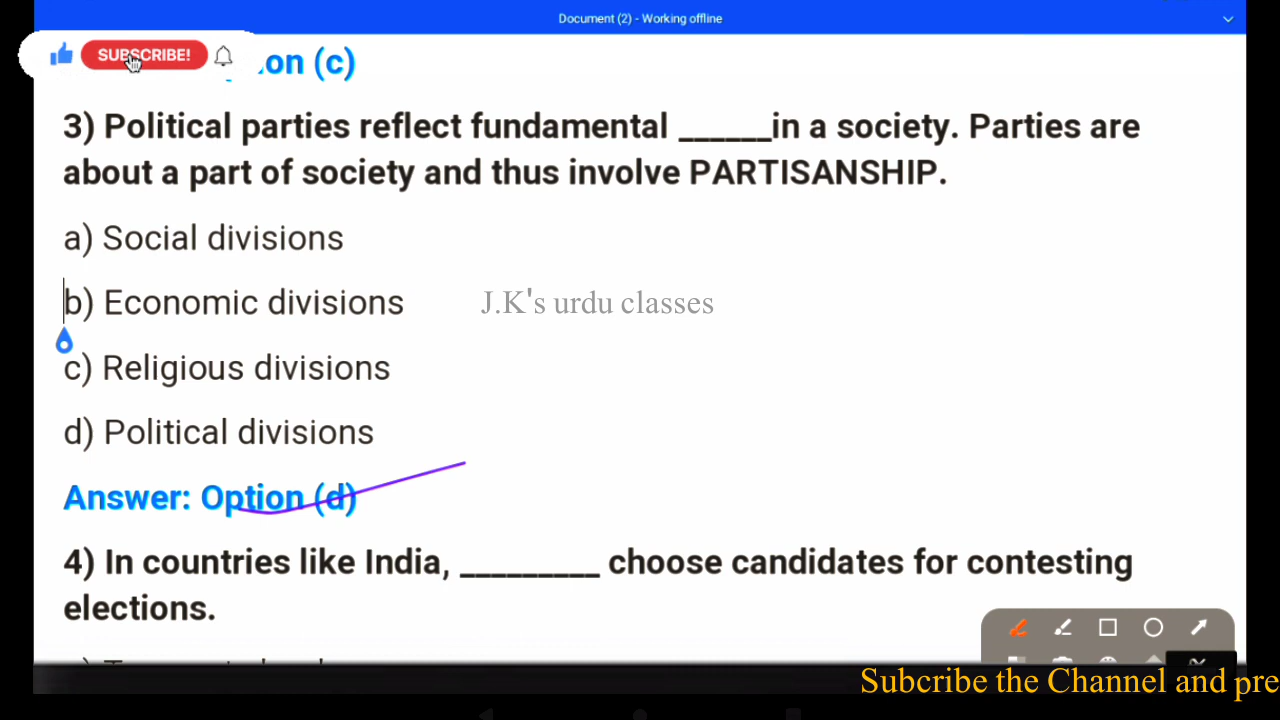 Document (2) - Working offline
SUBSCRIBE!
on (c)
3) Political parties reflect fundamental ______in a society. Parties are
about a part of society and thus involve PARTISANSHIP.
a) Social divisions
b) Economic divisions
J.K's urdu classes
c) Religious divisions
d) Political divisions
Answer: Option (d)
4) In countries like India, _________ choose candidates for contesting
elections.
Subcribe the Channel and pre